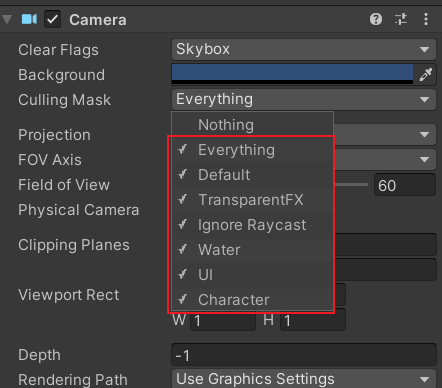 Camera
Clear Flags Skybox
Background
Culling Mask Everything
Nothing
Projection
Everything
FOV Axis
Default
Field of View 60
TransparentFX
Physical Camera
Ignore Raycast
Clipping Planes
Water
UI
Viewport Rect
Character
W 1 H 1
Depth -1
Rendering Path Use Graphics Settings